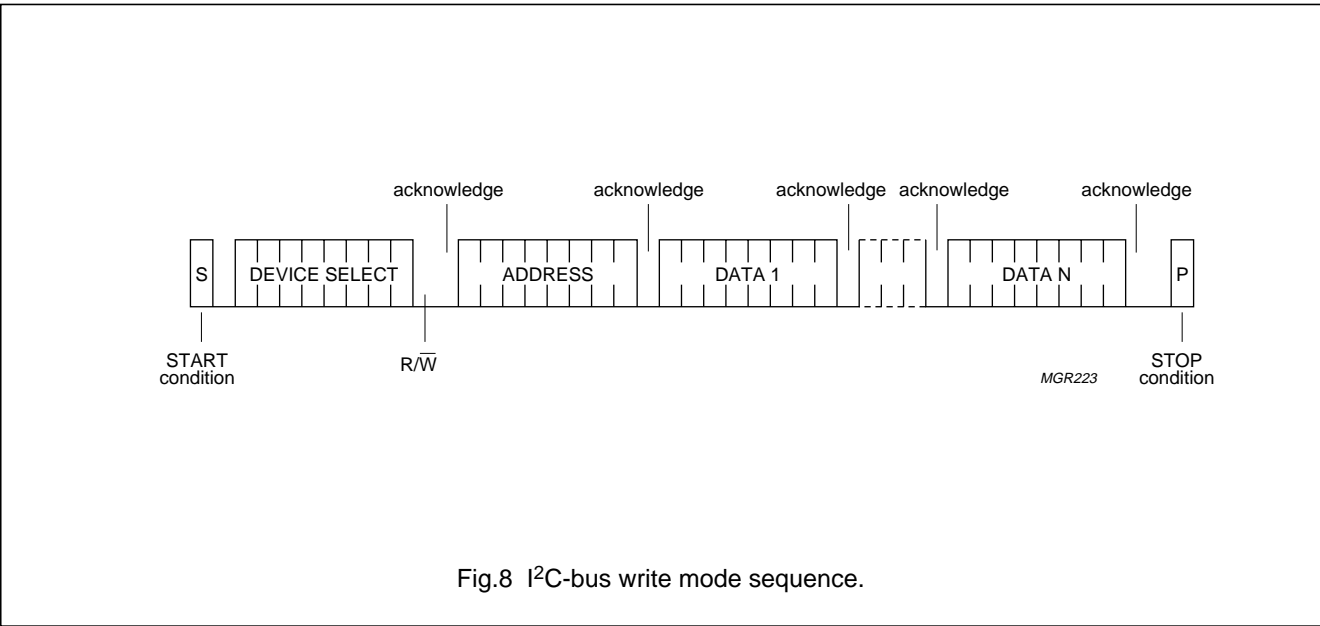 acknowledge acknowledge acknowledge acknowledge acknowledge
S DEVICE SELECT ADDRESS DATA 1 DATA N P
START
condition
R/W̅
MGR223
STOP
condition
Fig.8 I²C-bus write mode sequence.